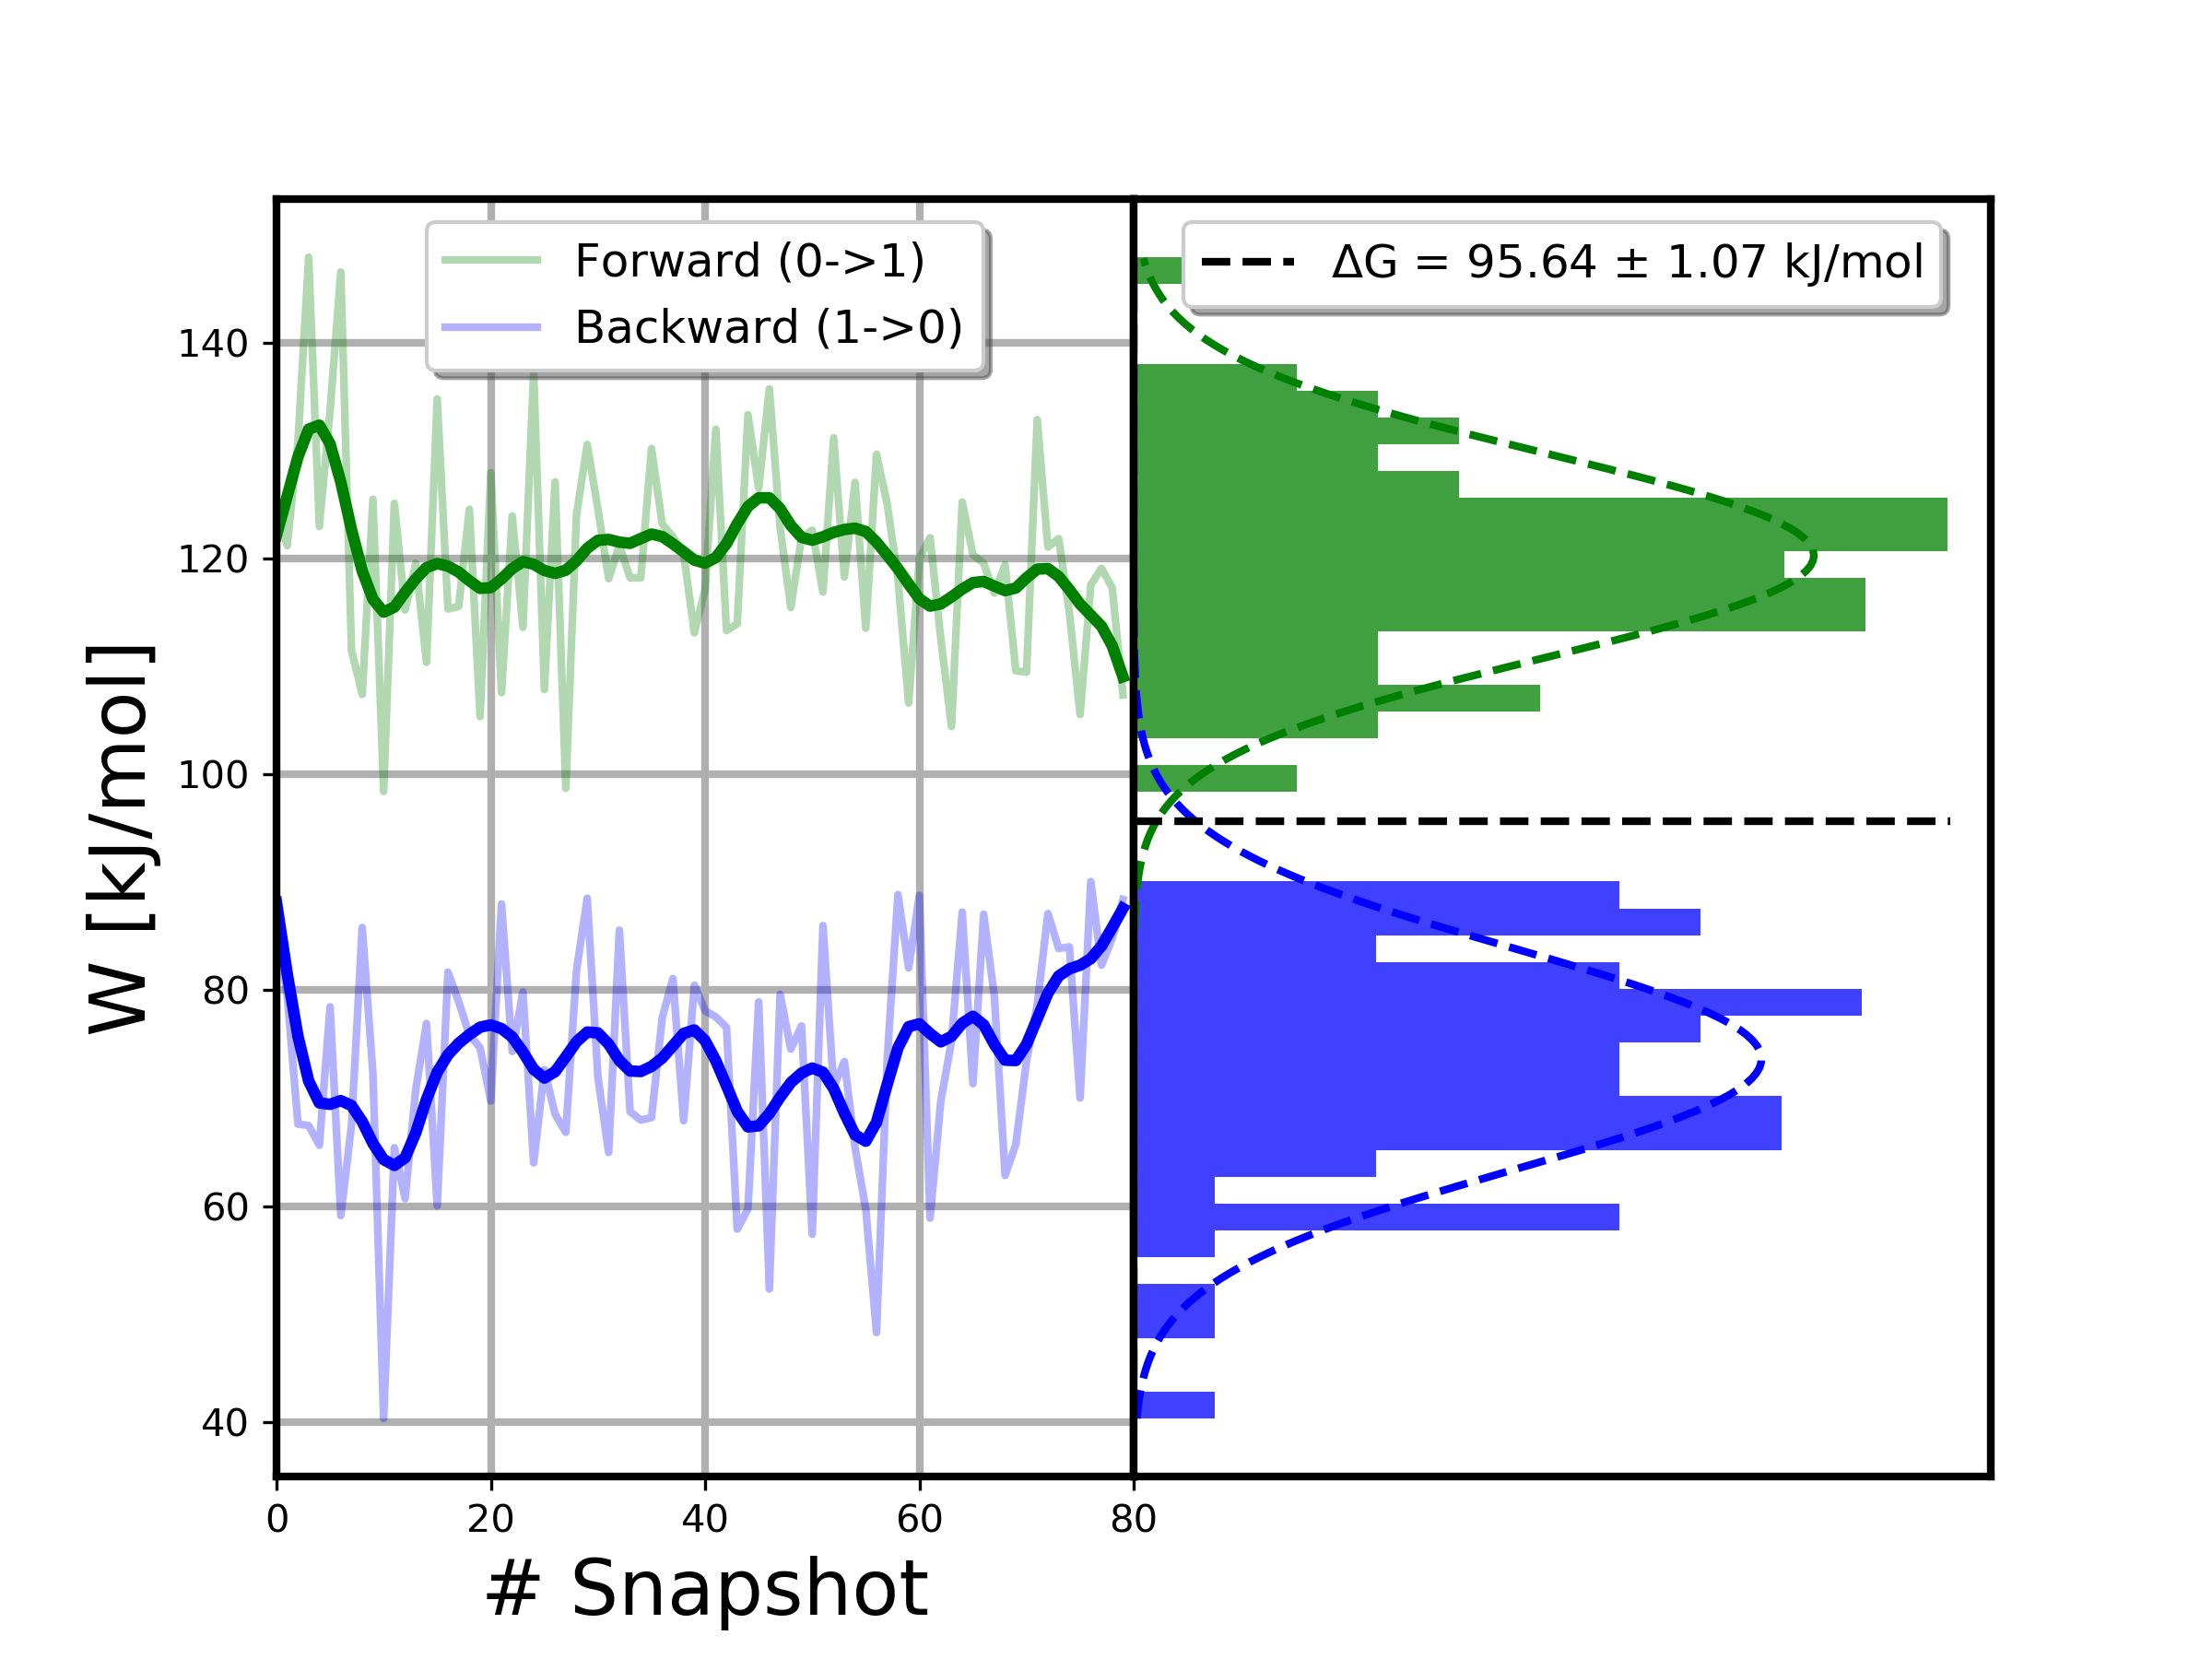 Forward (0->1)
Backward (1->0)
ΔG = 95.64 ± 1.07 kJ/mol
W [kJ/mol]
140
120
100
80
60
40
0 20 40 60 80
# Snapshot